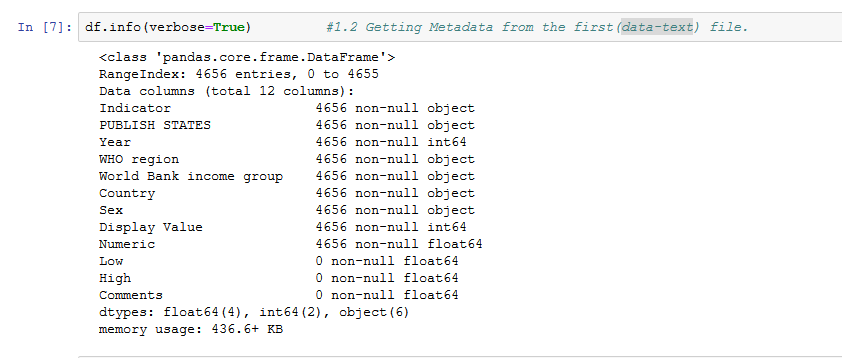 In [7]: df.info(verbose=True) #1.2 Getting Metadata from the first(data-text) file.
<class 'pandas.core.frame.DataFrame'>
RangeIndex: 4656 entries, 0 to 4655
Data columns (total 12 columns):
Indicator 4656 non-null object
PUBLISH STATES 4656 non-null object
Year 4656 non-null int64
WHO region 4656 non-null object
World Bank income group 4656 non-null object
Country 4656 non-null object
Sex 4656 non-null object
Display Value 4656 non-null int64
Numeric 4656 non-null float64
Low 0 non-null float64
High 0 non-null float64
Comments 0 non-null float64
dtypes: float64(4), int64(2), object(6)
memory usage: 436.6+ KB